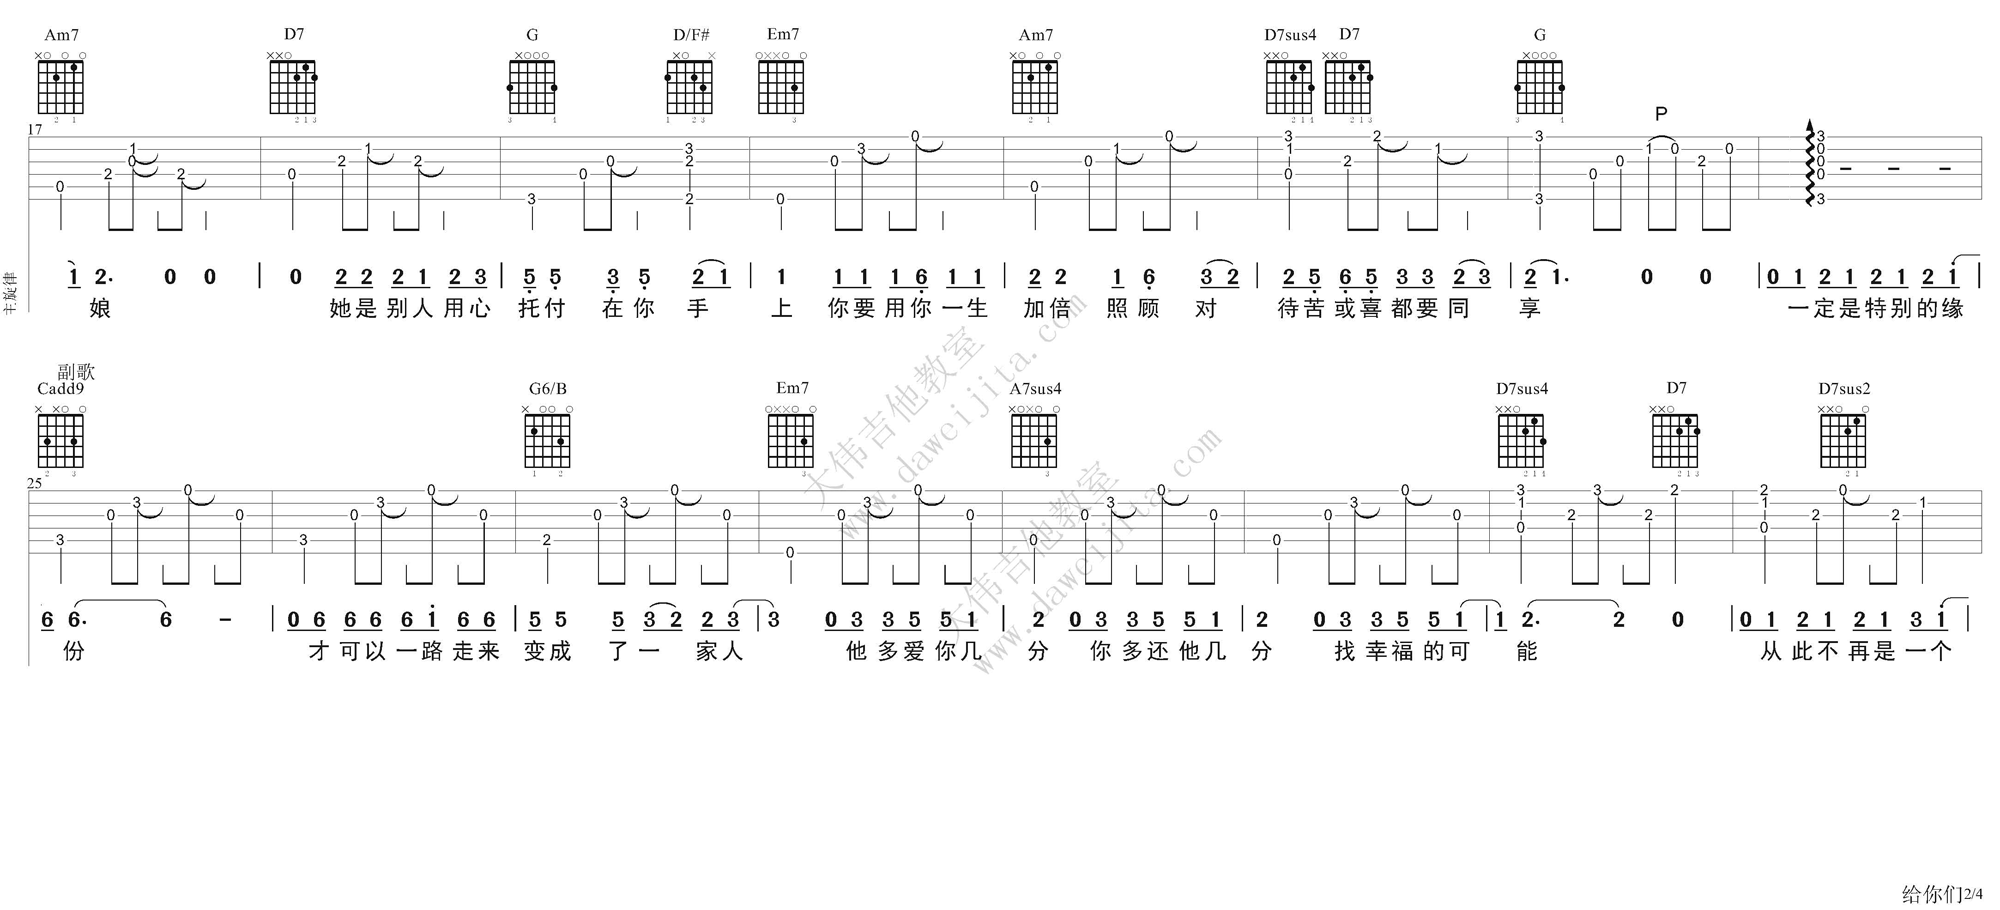 Am7 D7 G D/F# Em7 Am7 D7sus4 D7 G
17
P
主旋律
1 2. 0 0 | 0 2 2 2 1 2 3 | 5 5 3 5 2 1 | 1 1 1 1 6 1 1 | 2 2 1 6 3 2 | 2 5 6 5 3 3 2 3 | 2 1. 0 0 | 0 1 2 1 2 1 2 1 |
娘 她是别人用心 托付 在你 手 上 你要用你一生 加倍 照顾 对 待苦或喜都要同 享 一定是特别的缘
副歌
Cadd9 G6/B Em7 A7sus4 D7sus4 D7 D7sus2
25
6 6. 6 - | 0 6 6 6 6 1 6 6 | 5 5 5 3 2 2 3 | 3 0 3 3 5 5 1 | 2 0 3 3 5 5 1 | 2 0 3 3 5 5 1 | 1 2. 2 0 | 0 1 2 1 2 1 3 1 |
份 才可以一路走来 变成 了一 家人 他多爱你几 分 你多还他几 分 找幸福的可 能 从此不再是一个
大伟吉他教室
www.daweijita.com
大伟吉他教室
www.daweijita.com
给你们2/4